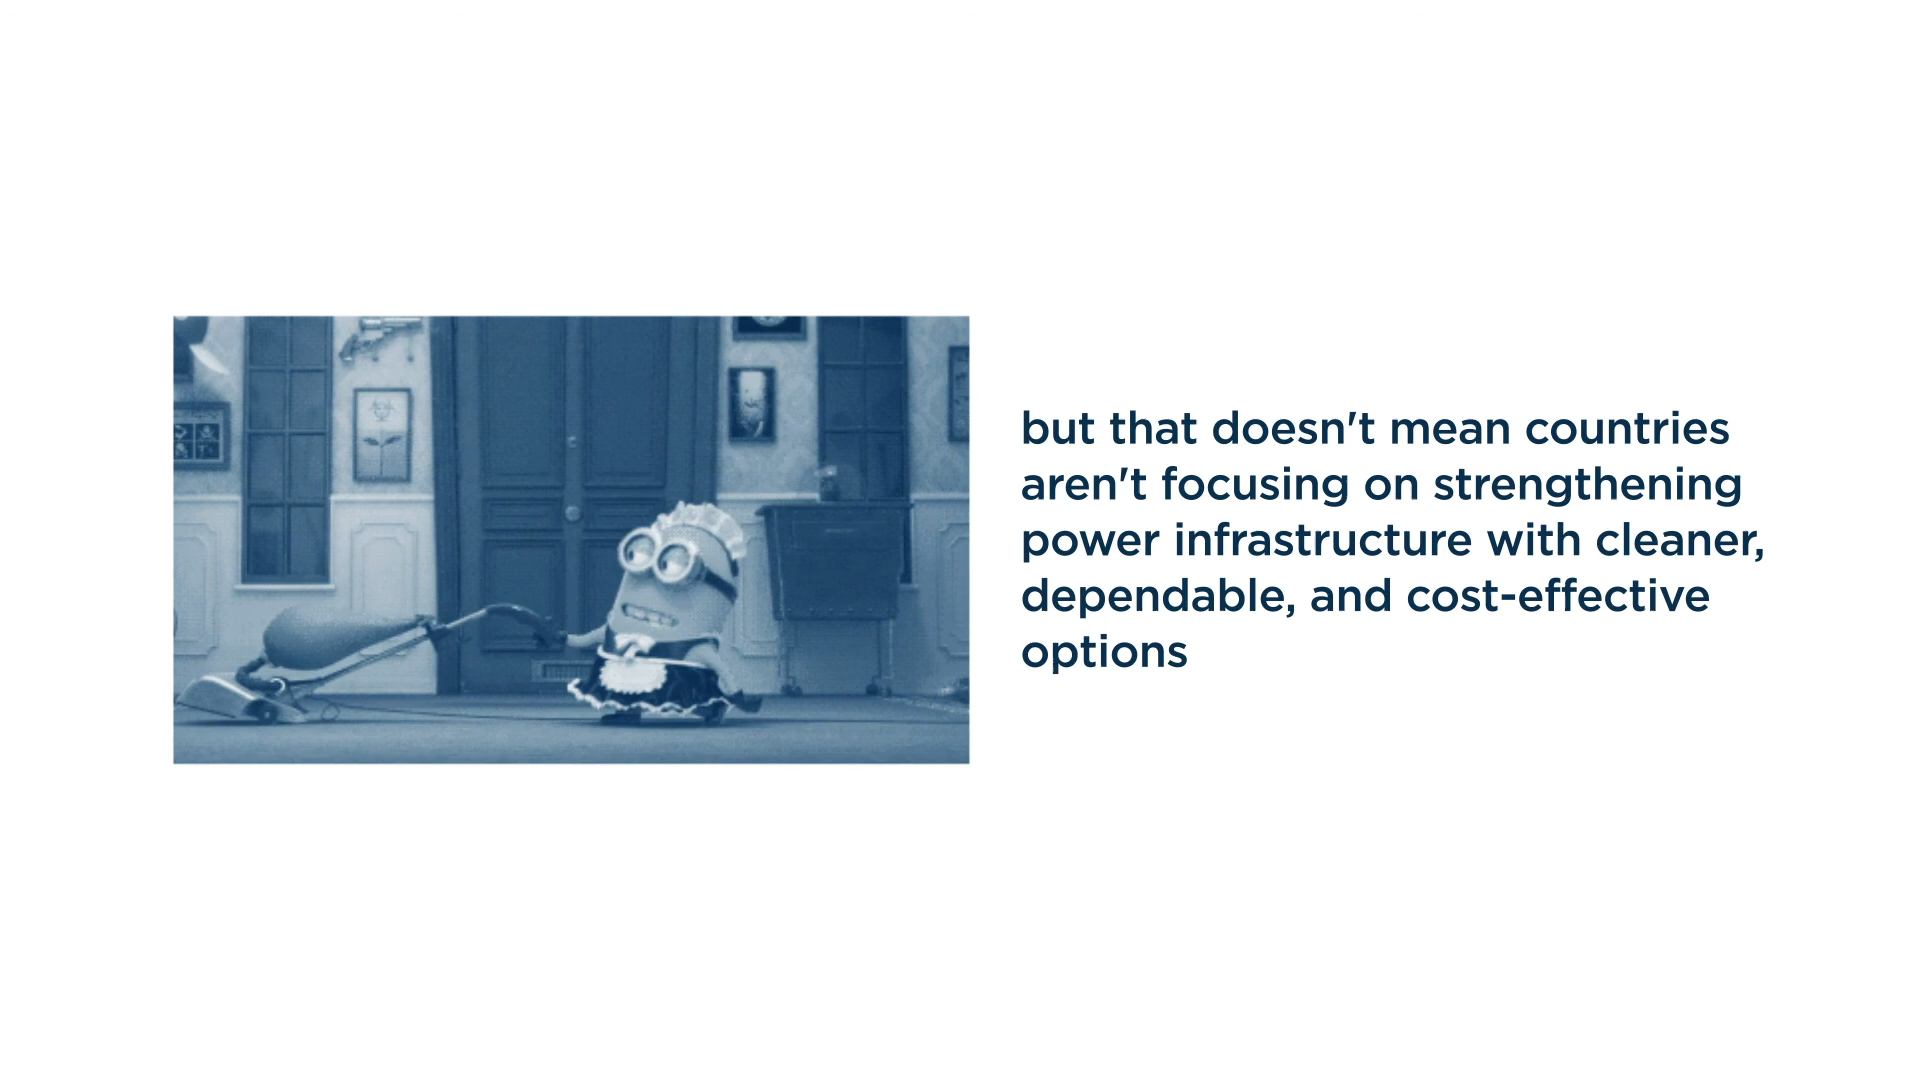 but that doesn't mean countries
aren't focusing on strengthening
power infrastructure with cleaner,
dependable, and cost-effective
options